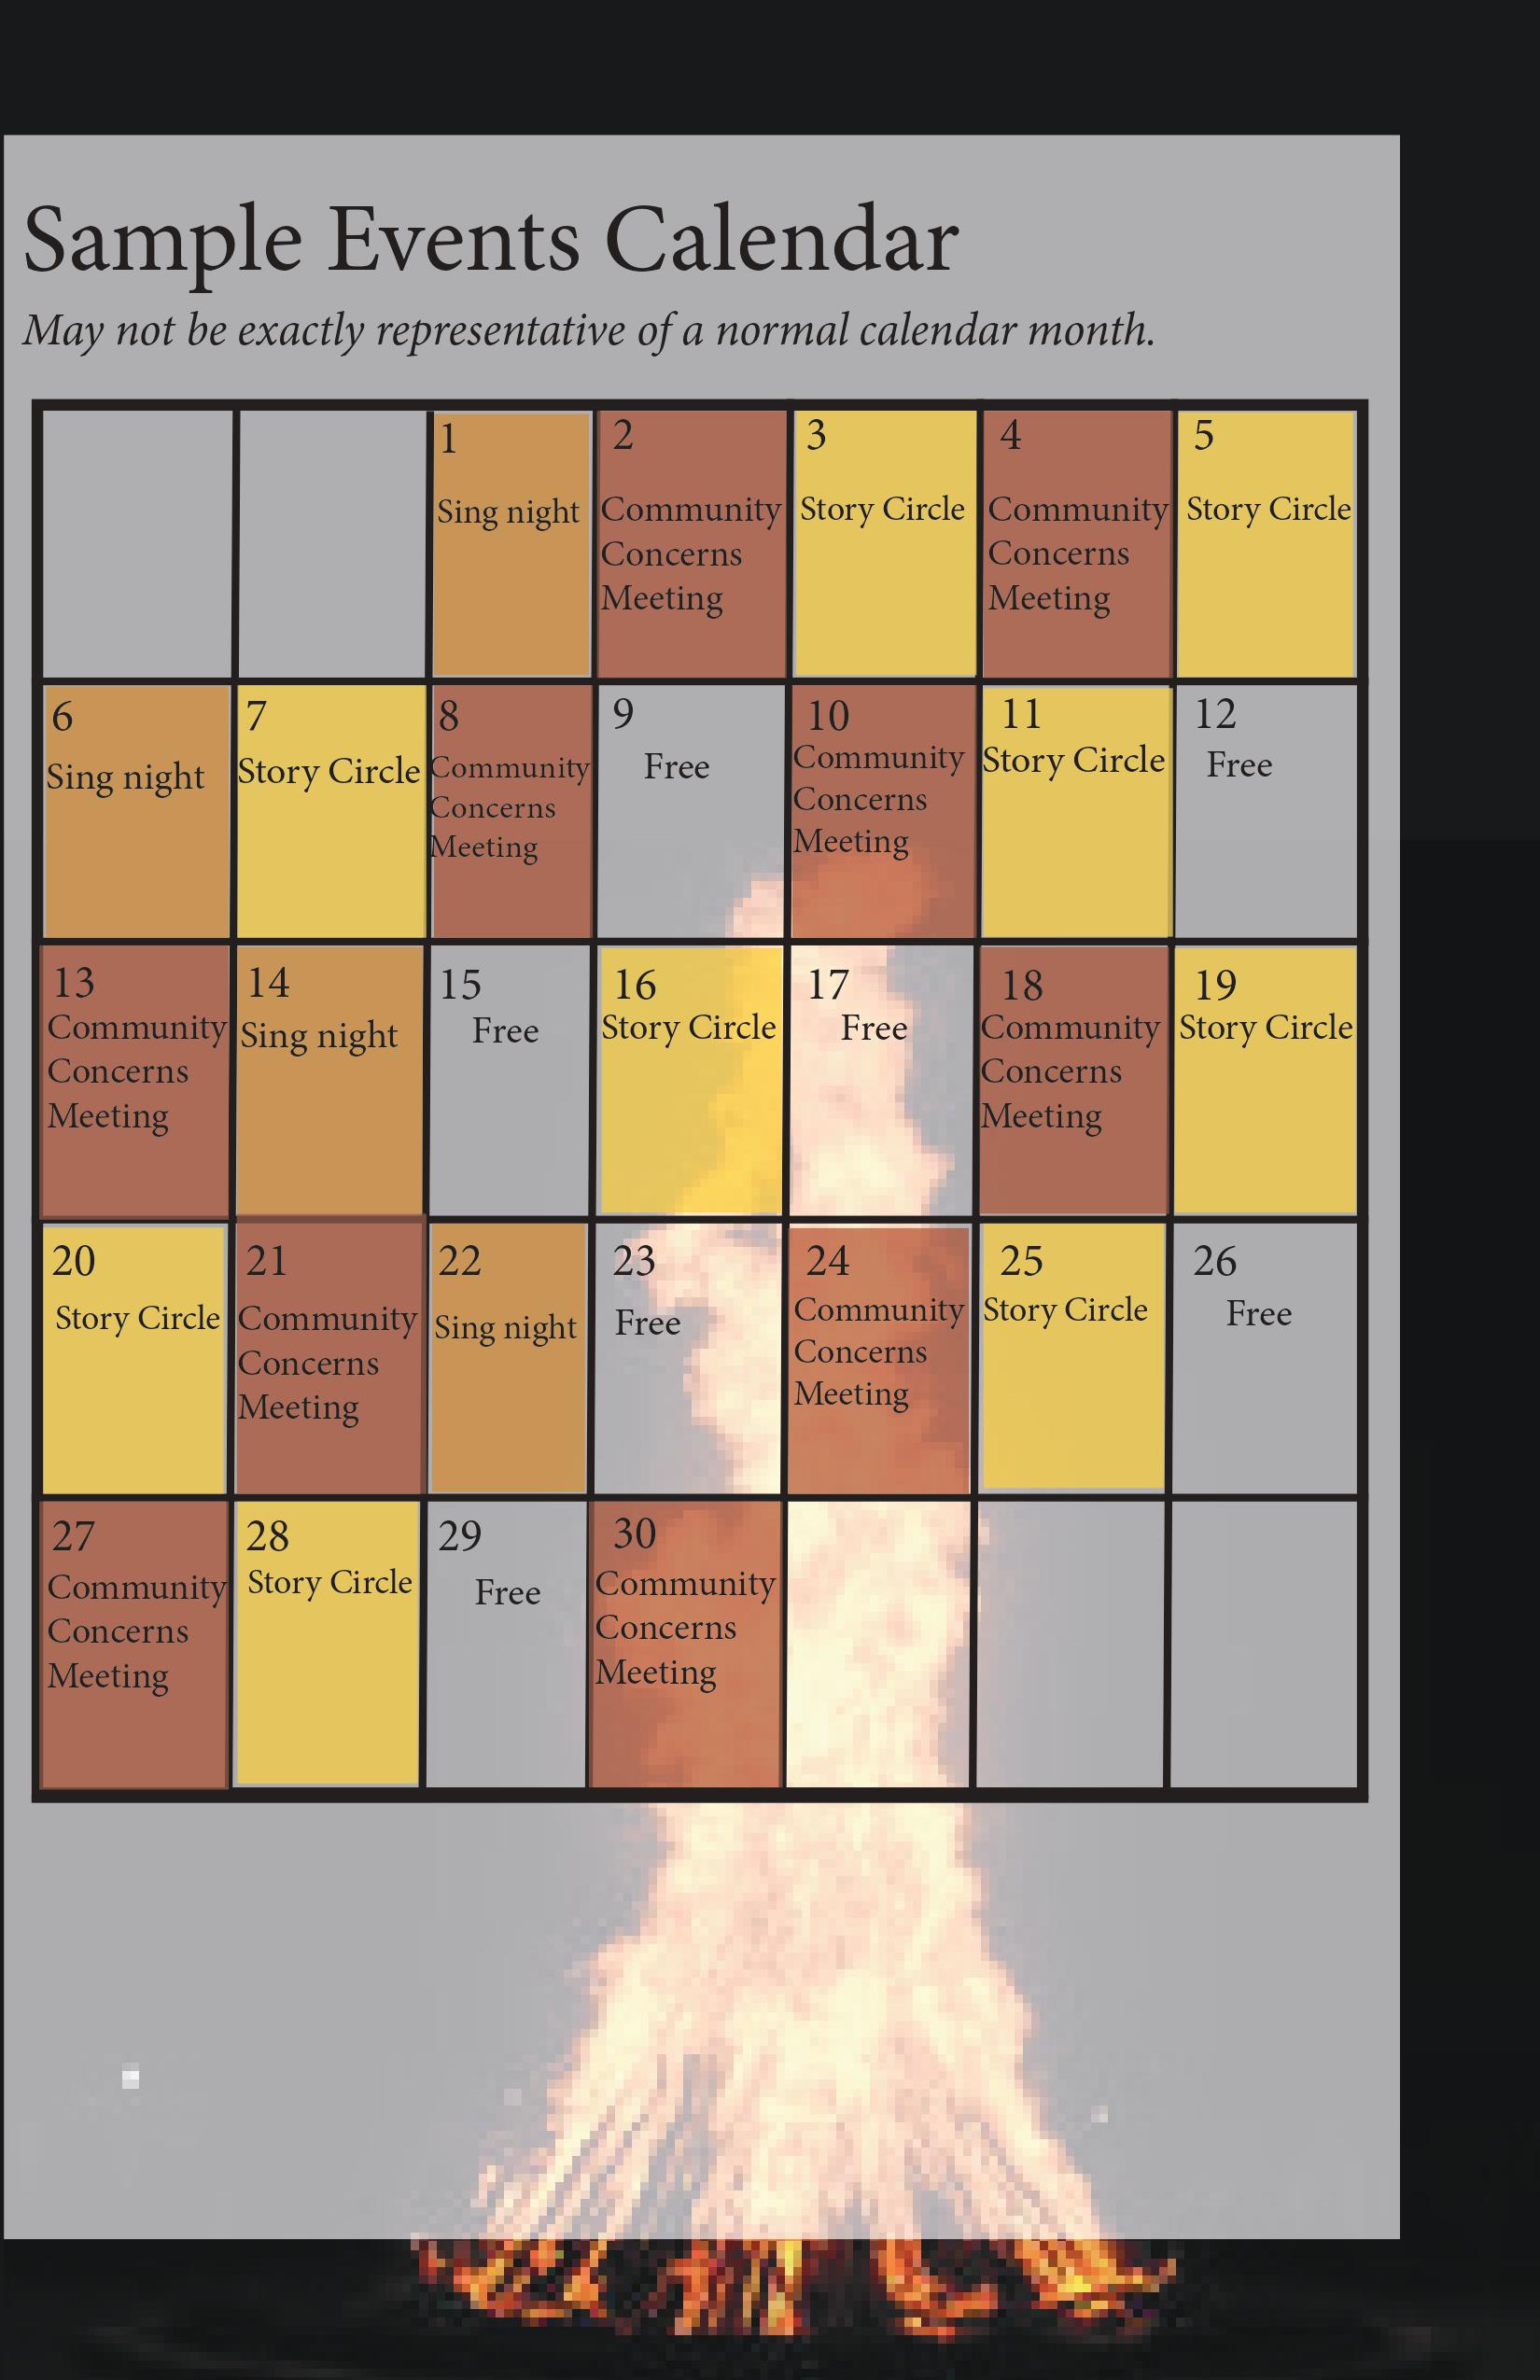 Sample Events Calendar
May not be exactly representative of a normal calendar month.
1
Sing night
2
Community
Concerns
Meeting
3
Story Circle
4
Community
Concerns
Meeting
5
Story Circle
6
Sing night
7
Story Circle
8
Community
Concerns
Meeting
9
Free
10
Community
Concerns
Meeting
11
Story Circle
12
Free
13
Community
Concerns
Meeting
14
Sing night
15
Free
16
Story Circle
17
Free
18
Community
Concerns
Meeting
19
Story Circle
20
Story Circle
21
Community
Concerns
Meeting
22
Sing night
23
Free
24
Community
Concerns
Meeting
25
Story Circle
26
Free
27
Community
Concerns
Meeting
28
Story Circle
29
Free
30
Community
Concerns
Meeting